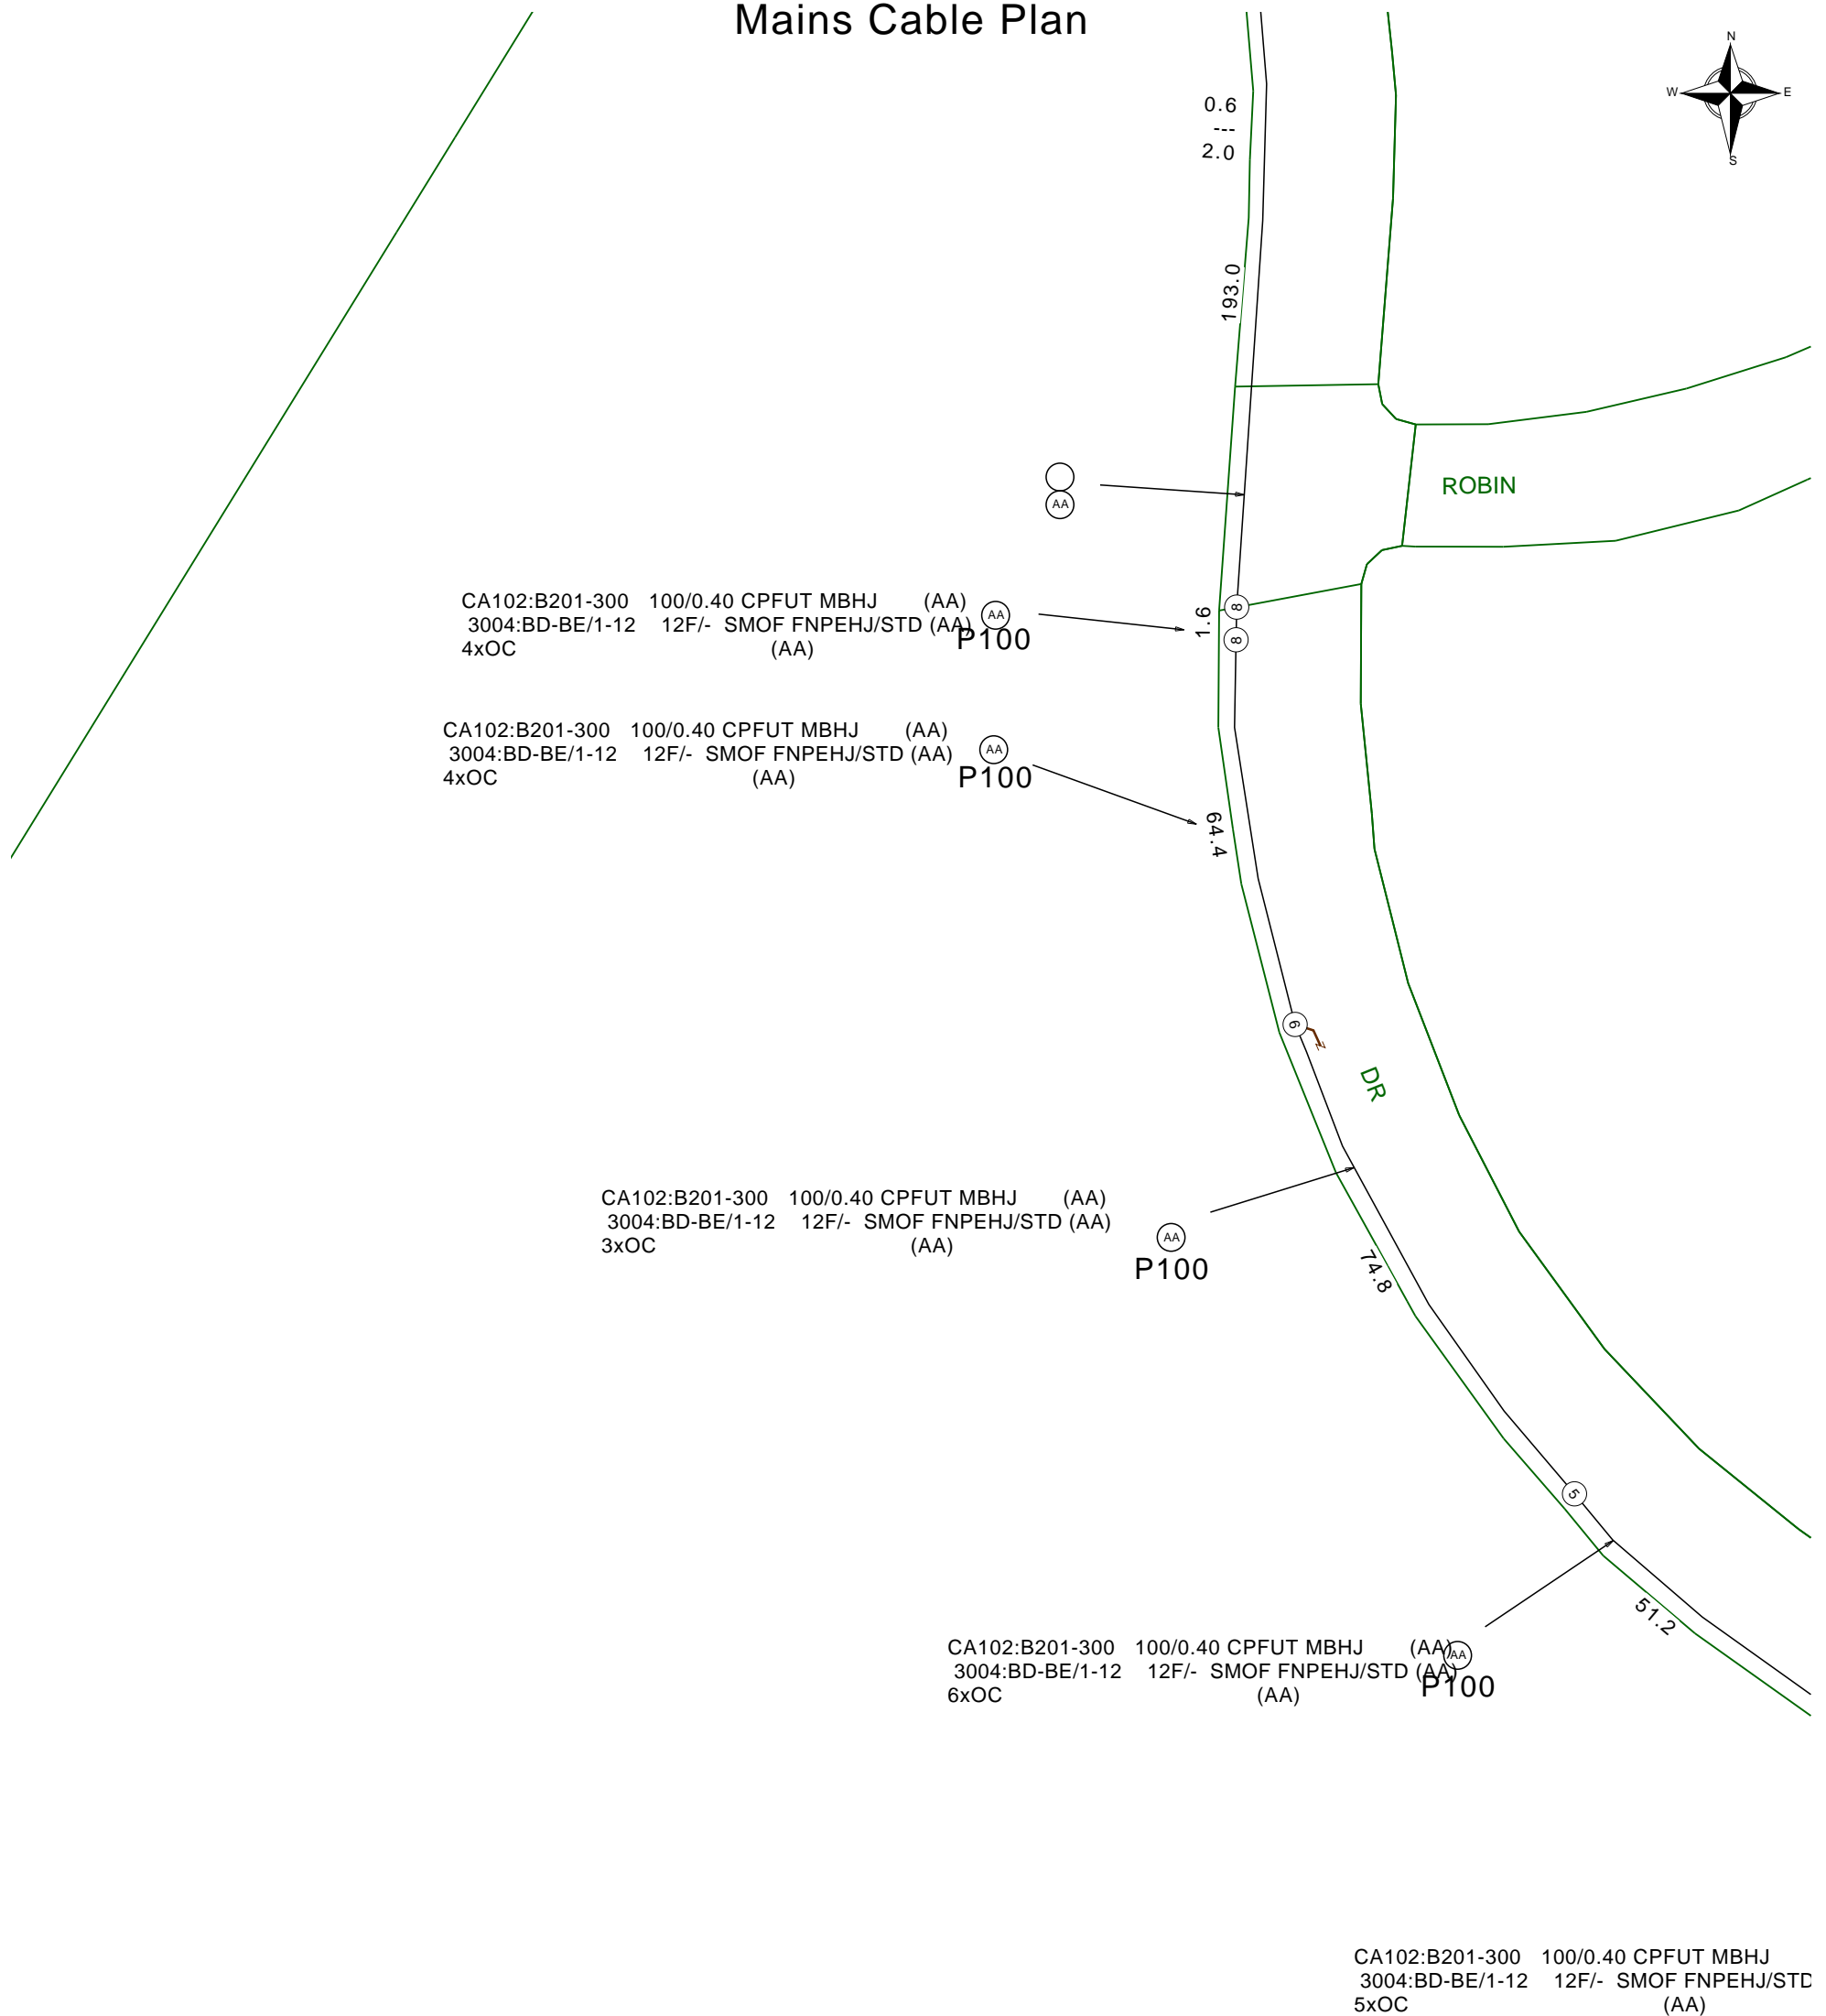 Mains Cable Plan
N
W
E
S
0.6
---
2.0
193.0
ROBIN
AA
CA102:B201-300 100/0.40 CPFUT MBHJ (AA)
3004:BD-BE/1-12 12F/- SMOF FNPEHJ/STD (AA)
4xOC (AA)
AA
P100
1.6
8
8
CA102:B201-300 100/0.40 CPFUT MBHJ (AA)
3004:BD-BE/1-12 12F/- SMOF FNPEHJ/STD (AA)
4xOC (AA)
AA
P100
64.4
6
DR
CA102:B201-300 100/0.40 CPFUT MBHJ (AA)
3004:BD-BE/1-12 12F/- SMOF FNPEHJ/STD (AA)
3xOC (AA)
AA
P100
74.8
5
51.2
CA102:B201-300 100/0.40 CPFUT MBHJ (AA)
3004:BD-BE/1-12 12F/- SMOF FNPEHJ/STD (AA)
6xOC (AA)
AA
P100
CA102:B201-300 100/0.40 CPFUT MBHJ
3004:BD-BE/1-12 12F/- SMOF FNPEHJ/STD
5xOC (AA)